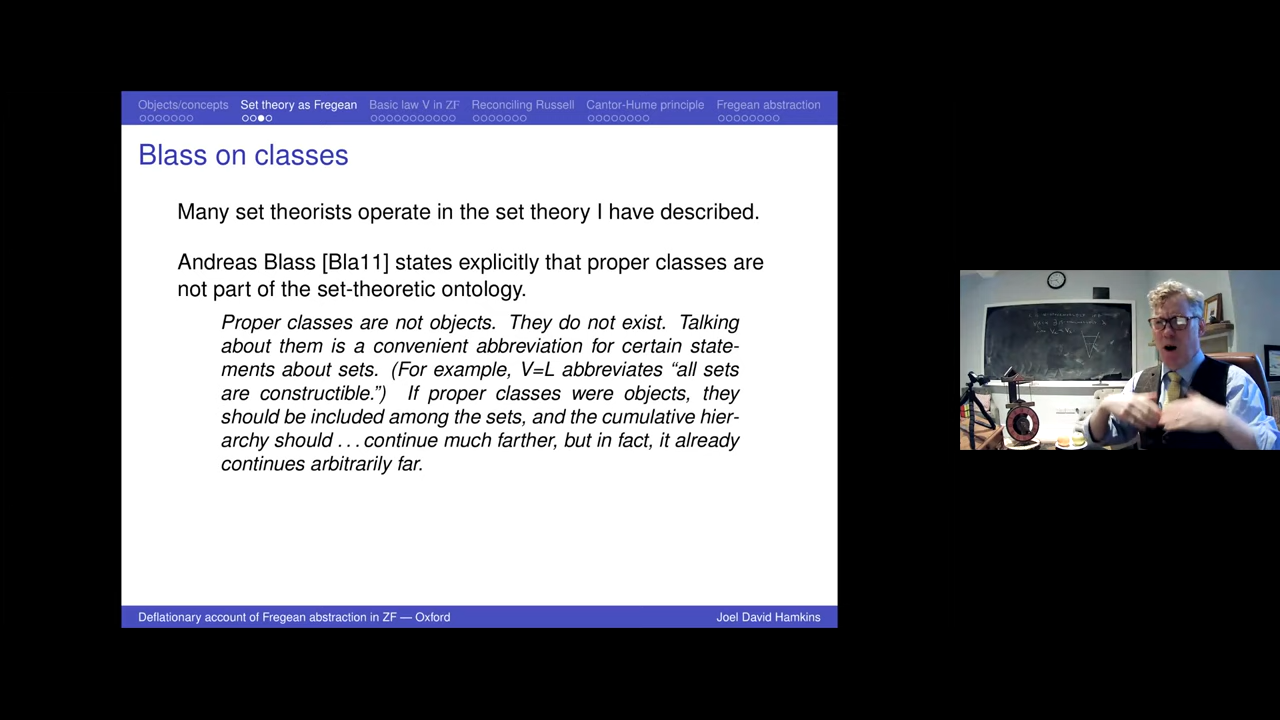 Objects/concepts Set theory as Fregean Basic law V in ZF Reconciling Russell Cantor-Hume principle Fregean abstraction
Blass on classes
Many set theorists operate in the set theory I have described.
Andreas Blass [Bla11] states explicitly that proper classes are
not part of the set-theoretic ontology.
Proper classes are not objects. They do not exist. Talking
about them is a convenient abbreviation for certain state-
ments about sets. (For example, V=L abbreviates “all sets
are constructible.”) If proper classes were objects, they
should be included among the sets, and the cumulative hier-
archy should . . . continue much farther, but in fact, it already
continues arbitrarily far.
Deflationary account of Fregean abstraction in ZF — Oxford Joel David Hamkins